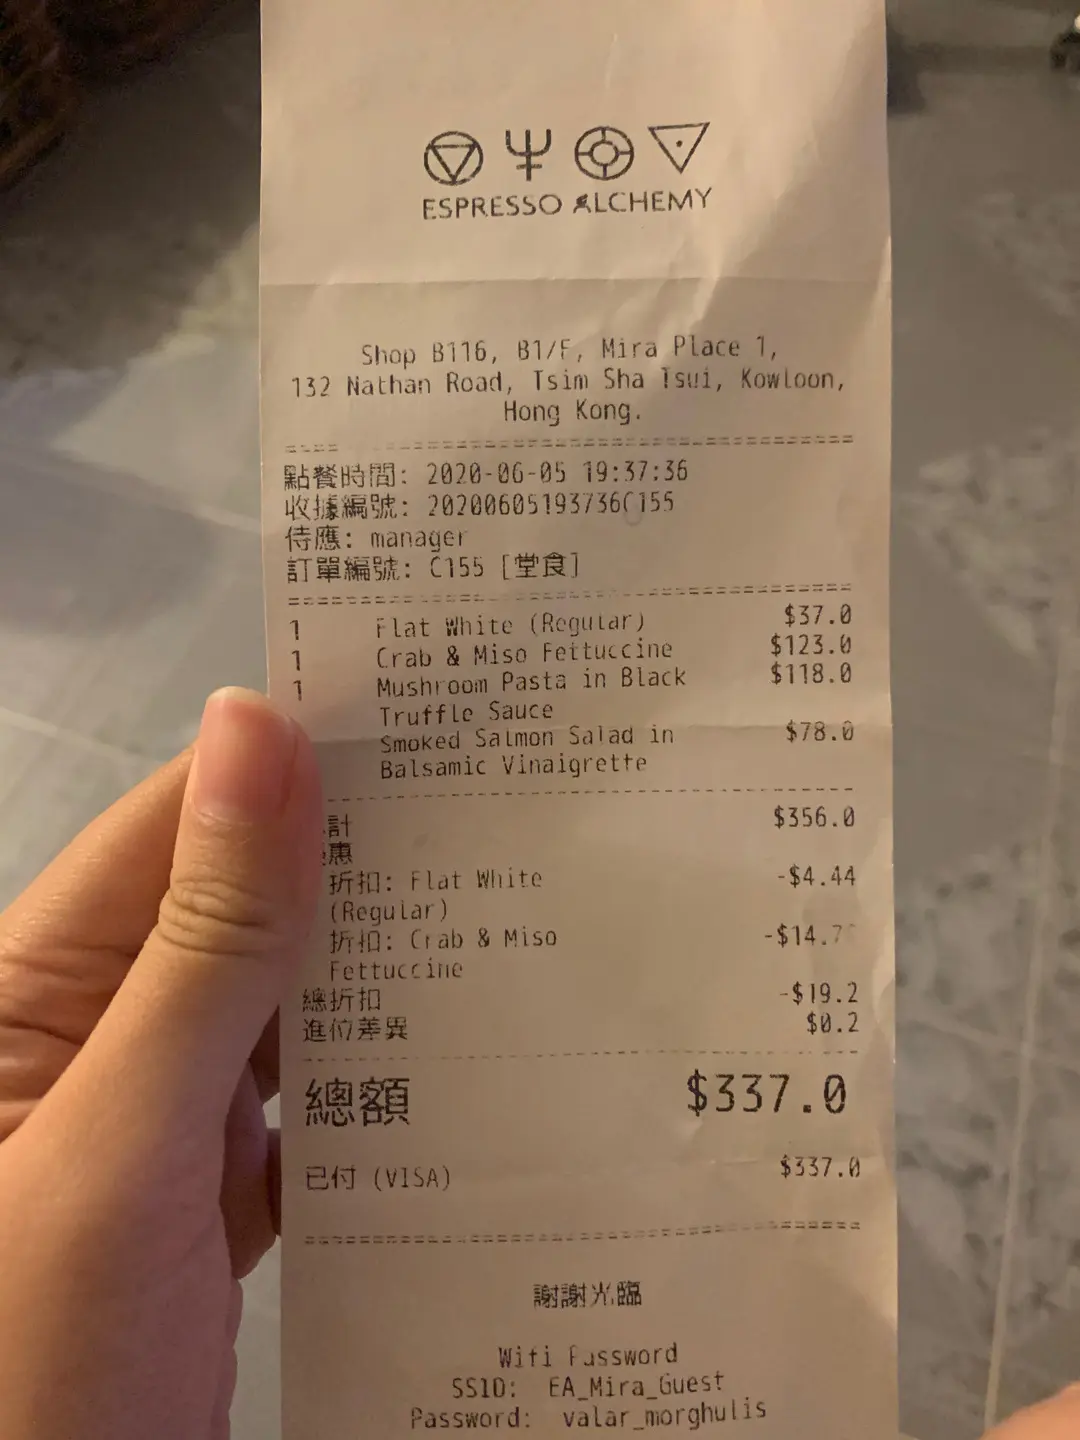 ESPRESSO ALCHEMY
Shop B116, B1/F, Mira Place 1,
132 Nathan Road, Tsim Sha Tsui, Kowloon,
Hong Kong.
點餐時間: 2020-06-05 19:37:36
收據編號: 20200605193736C155
侍應: manager
訂單編號: C155 [堂食]
1 Flat White (Regular) $37.0
1 Crab & Miso Fettuccine $123.0
1 Mushroom Pasta in Black $118.0
Truffle Sauce
Smoked Salmon Salad in $78.0
Balsamic Vinaigrette
計 $356.0
惠
折扣: Flat White -$4.44
(Regular)
折扣: Crab & Miso
Fettuccine
總折扣 -$19.2
進位差異 $0.2
總額 $337.0
已付 (VISA) $337.0
謝謝光臨
Wifi Password
SSID: EA_Mira_Guest
Password: valar_morghulis